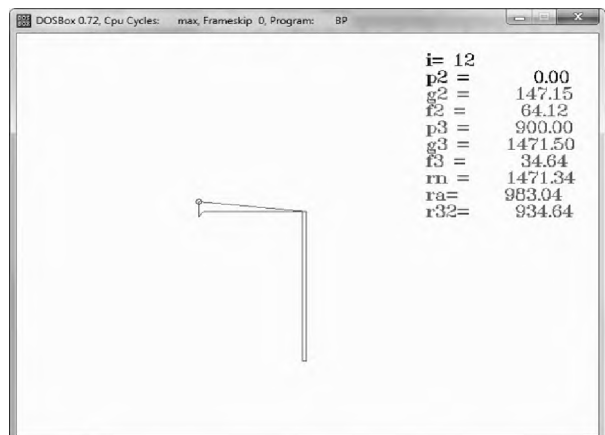 DOSBox 0.72, Cpu Cycles: max, Frameskip 0, Program: BP
i= 12
p2 = 0.00
g2 = 147.15
f2 = 64.12
p3 = 900.00
g3 = 1471.50
f3 = 34.64
rn = 1471.34
ra= 983.04
r32= 934.64